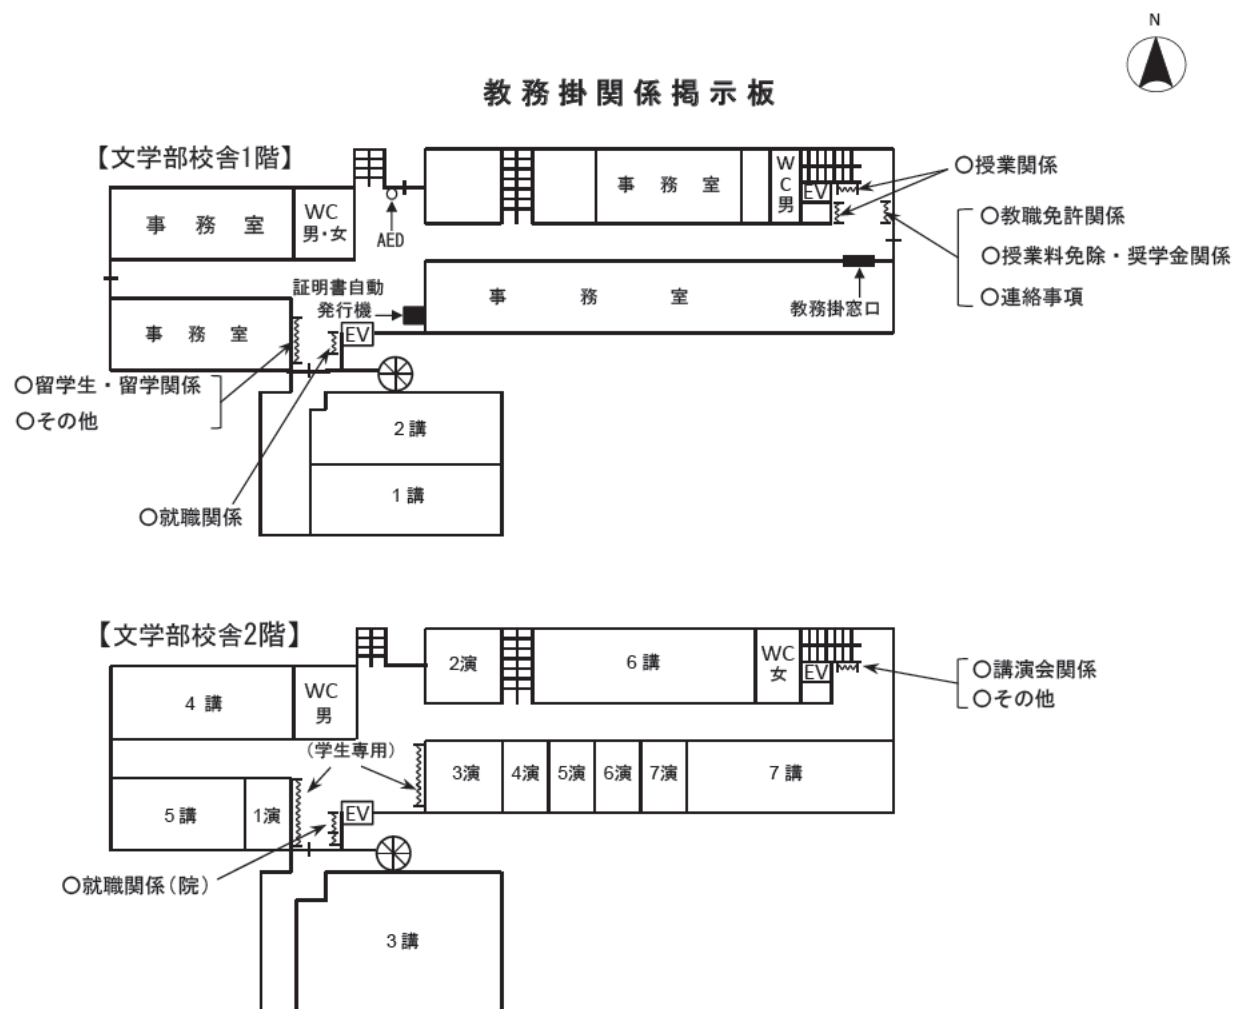 N
教務掛関係掲示板
【文学部校舎1階】
事務室
WC
男・女
AED
事務室
WC男
EV
○授業関係
○教職免許関係
○授業料免除・奨学金関係
○連絡事項
証明書自動
発行機
事務室
教務掛窓口
事務室
EV
○留学生・留学関係
○その他
2講
1講
○就職関係
【文学部校舎2階】
4講
WC
男
2演
6講
WC
女
EV
○講演会関係
○その他
(学生専用)
3演
4演
5演
6演
7演
7講
5講
1演
EV
○就職関係(院)
3講